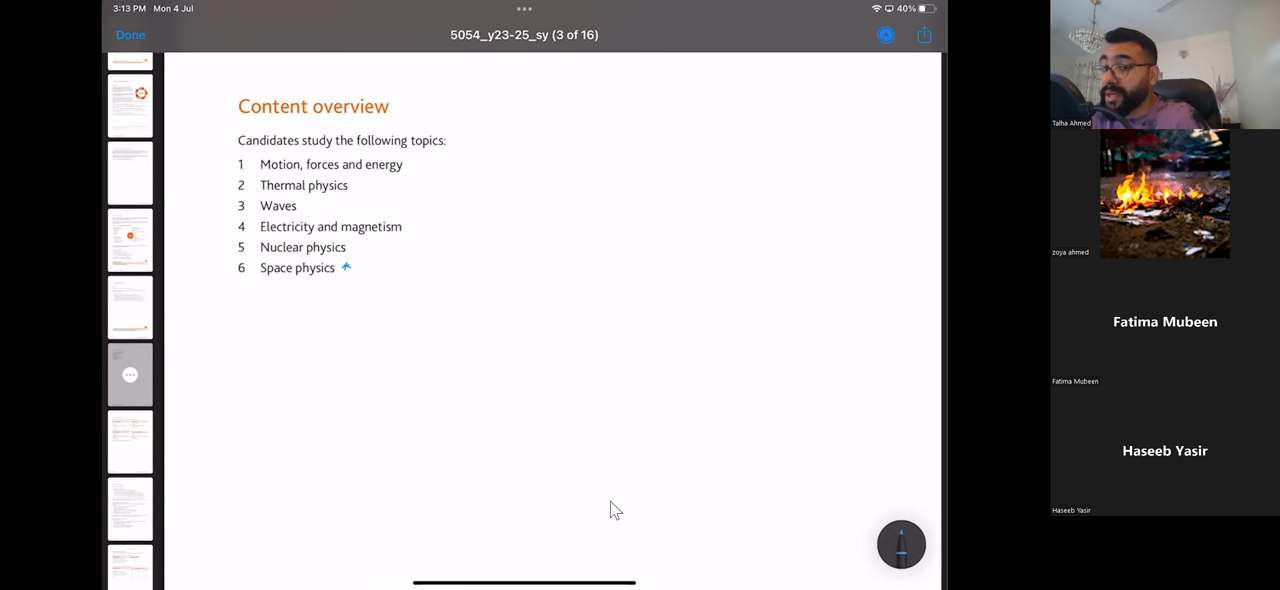 3:13 PM Mon 4 Jul
40%
Done
5054_y23-25_sy (3 of 16)
Content overview
Candidates study the following topics:
1 Motion, forces and energy
2 Thermal physics
3 Waves
4 Electricity and magnetism
5 Nuclear physics
6 Space physics
Talha Ahmed
zoya ahmed
Fatima Mubeen
Fatima Mubeen
Haseeb Yasir
Haseeb Yasir